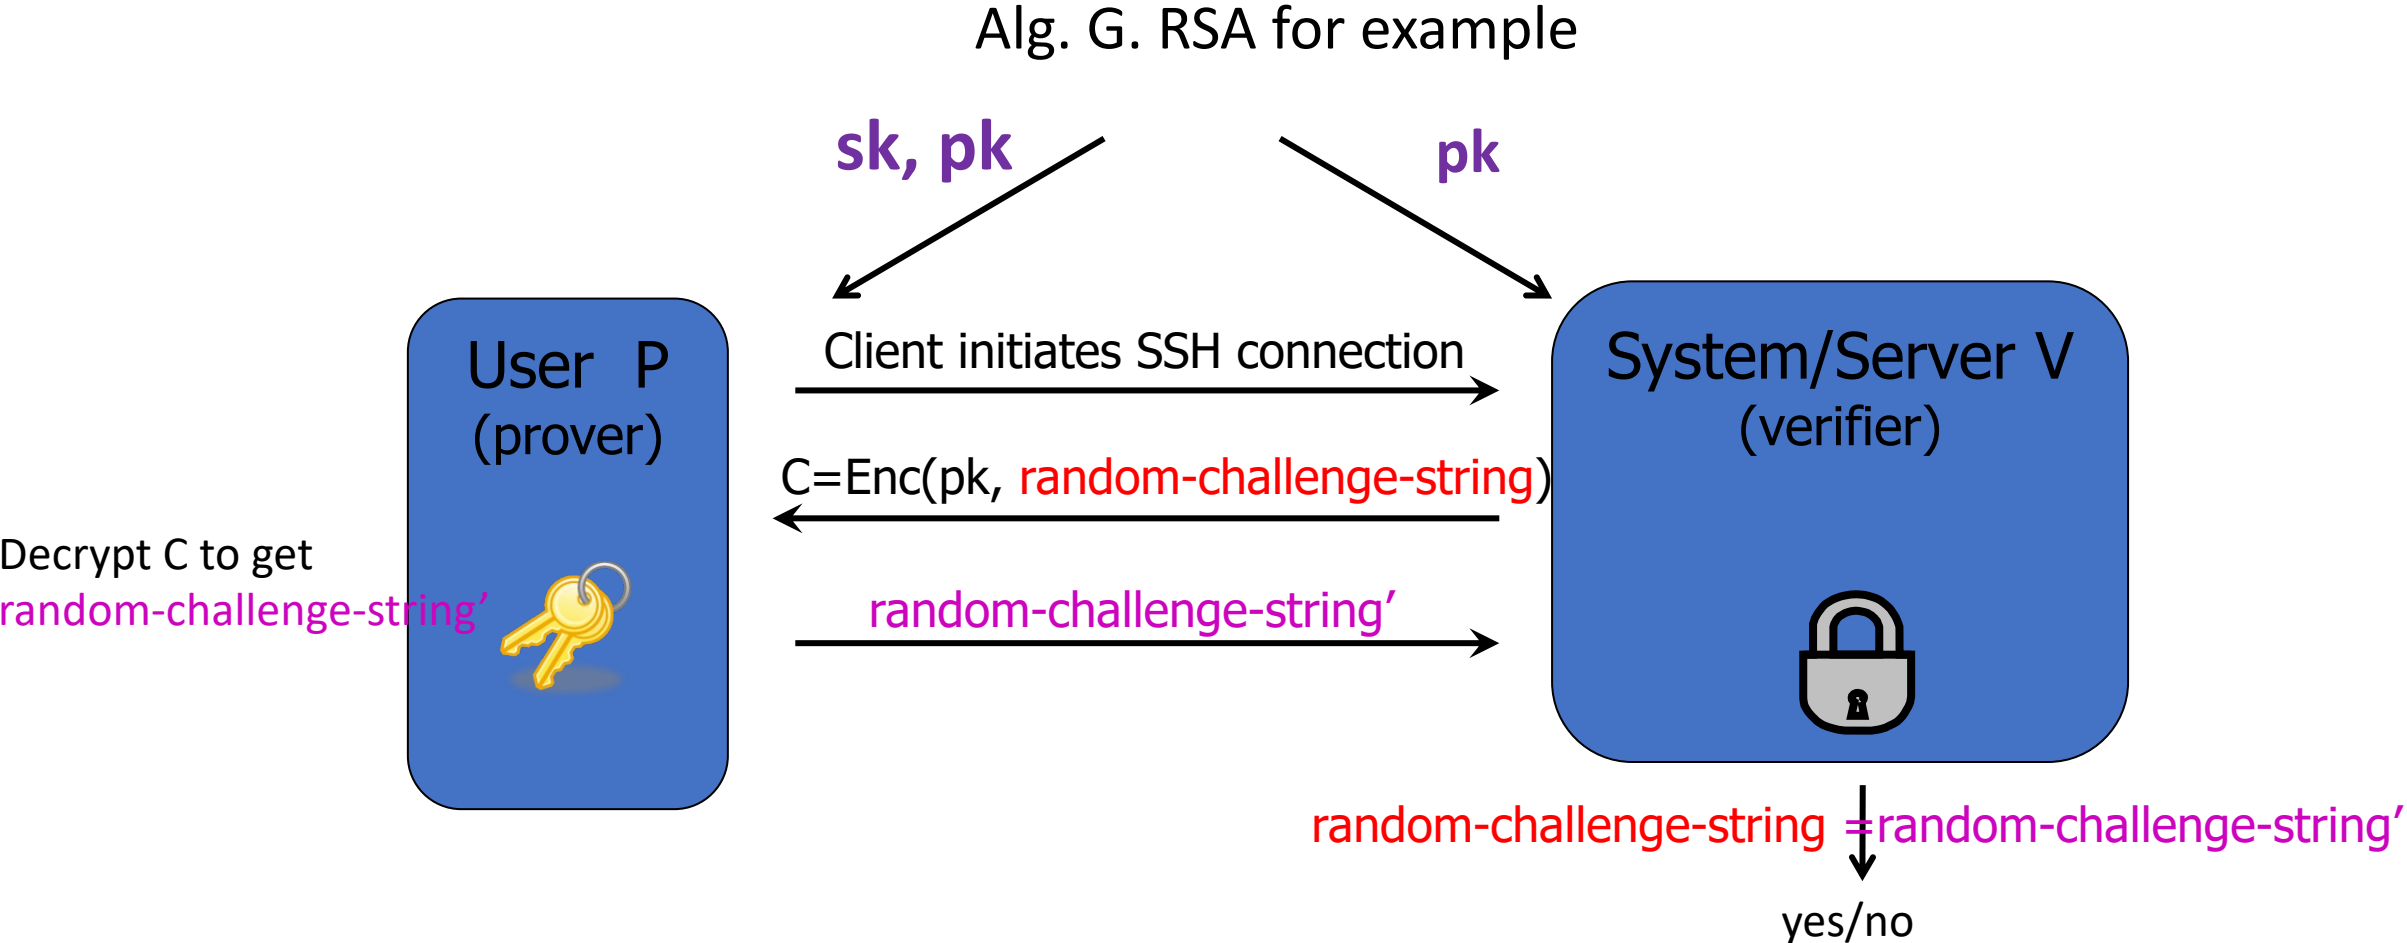 Alg. G. RSA for example
sk, pk
pk
User P
(prover)
Client initiates SSH connection
System/Server V
(verifier)
C=Enc(pk, random-challenge-string)
Decrypt C to get
random-challenge-string’
random-challenge-string’
random-challenge-string =random-challenge-string’
yes/no